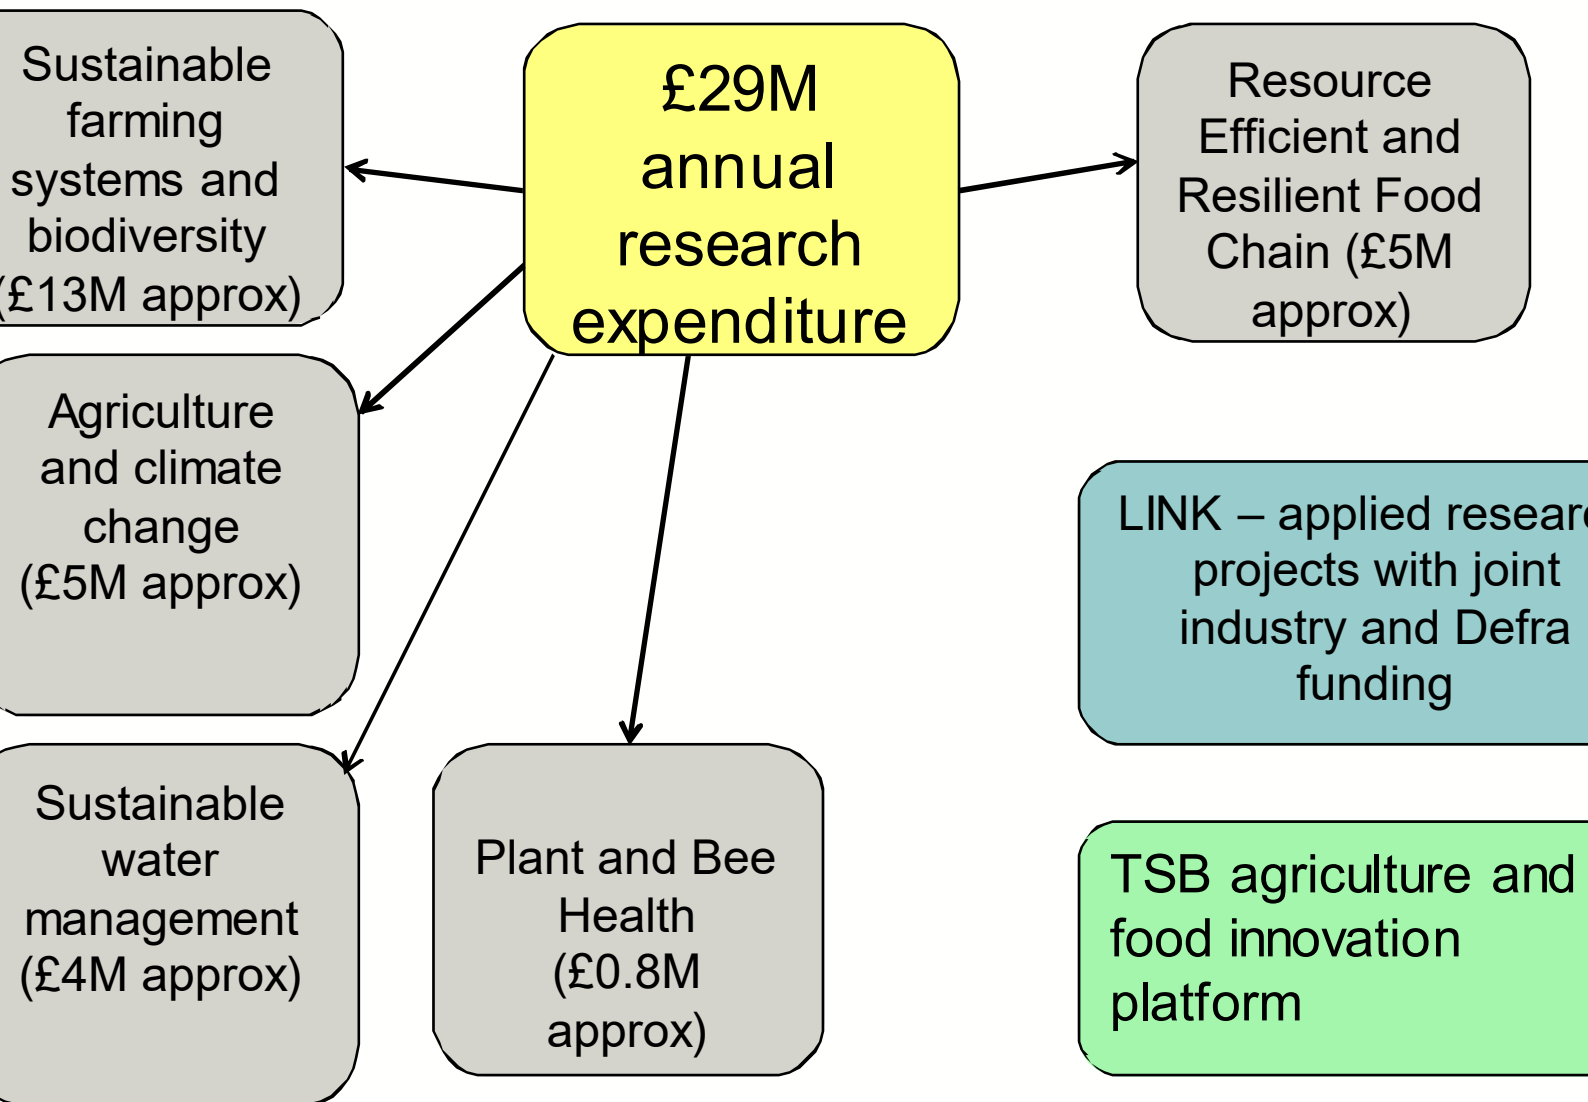 Sustainable
farming
systems and
biodiversity
(£13M approx)
£29M
annual
research
expenditure
Resource
Efficient and
Resilient Food
Chain (£5M
approx)
Agriculture
and climate
change
(£5M approx)
LINK – applied
projects with joint
industry and Defra
funding
Sustainable
water
management
(£4M approx)
Plant and Bee
Health
(£0.8M
approx)
TSB agriculture and
food innovation
platform